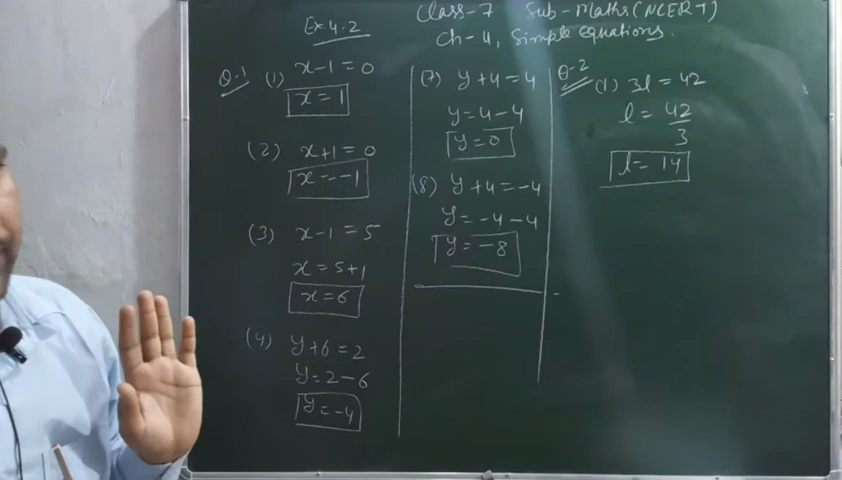 Class-7 Sub-Maths(NCERT)
Ch-4, Simple equations.
Ex.4.2
Q.1 (1) x-1=0
x=1
(2) x+1=0
x=-1
(3) x-1=5
x=5+1
x=6
(4) y+6=2
y=2-6
y=-4
(7) y+4=4
y=4-4
y=0
(8) y+4=-4
y=-4-4
y=-8
Q-2 (1) 3l=42
l=42/3
l=14